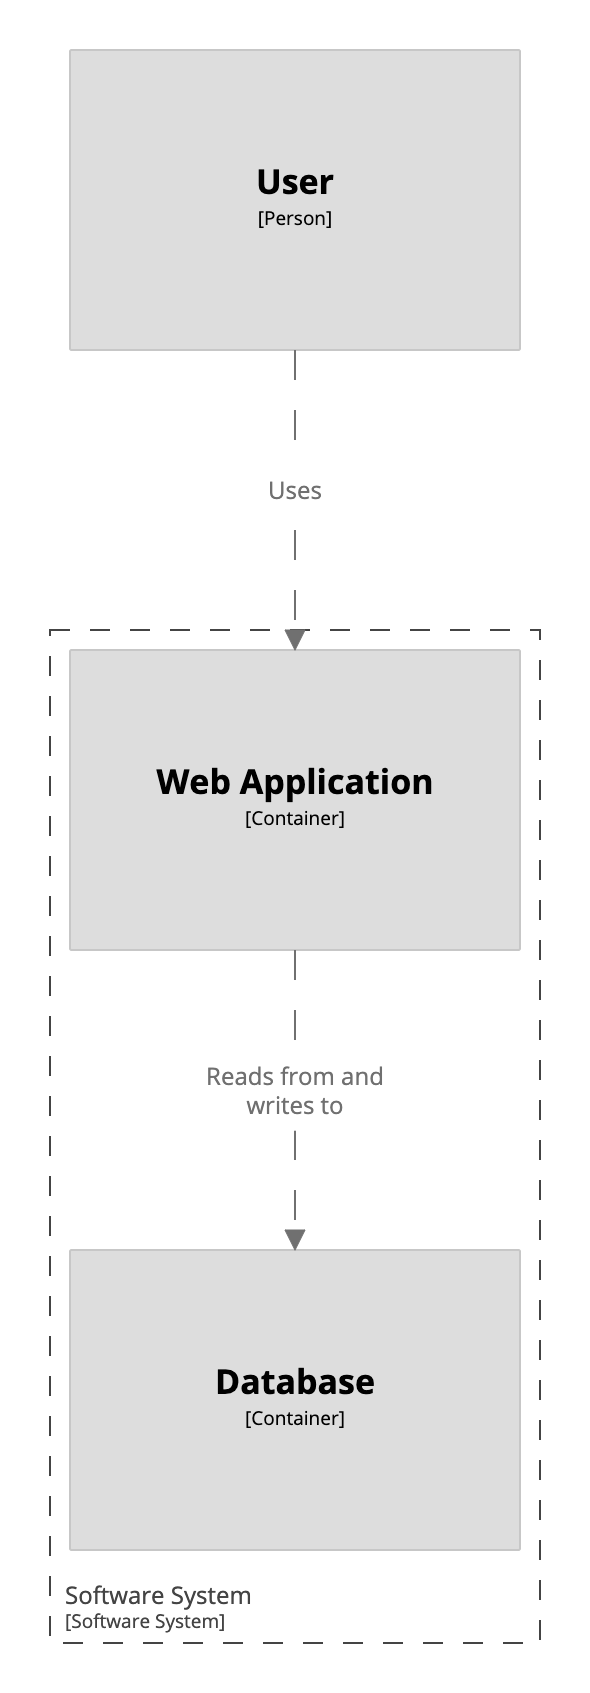 User
[Person]
Uses
Web Application
[Container]
Reads from and
writes to
Database
[Container]
Software System
[Software System]